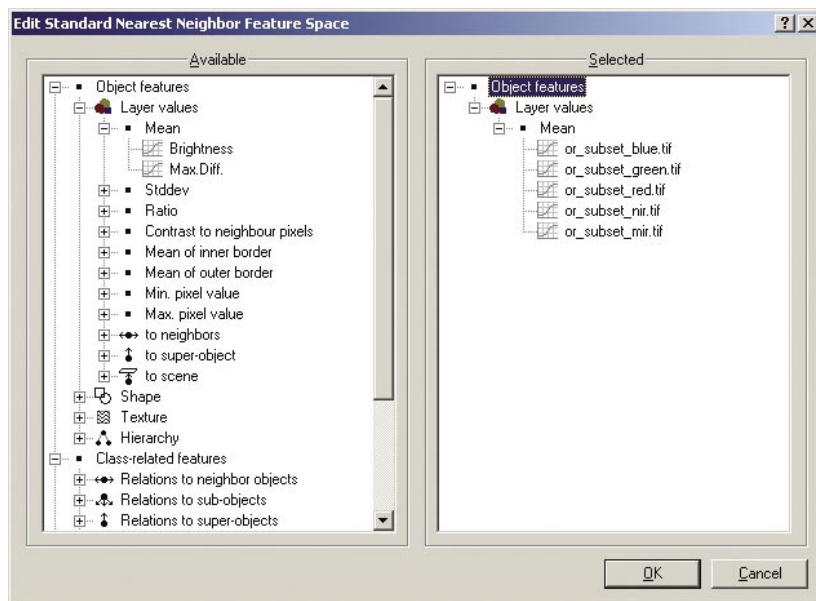 Edit Standard Nearest Neighbor Feature Space
Available
Object features
Layer values
Mean
Brightness
Max.Diff.
Stddev
Ratio
Contrast to neighbour pixels
Mean of inner border
Mean of outer border
Min. pixel value
Max. pixel value
to neighbors
to super-object
to scene
Shape
Texture
Hierarchy
Class-related features
Relations to neighbor objects
Relations to sub-objects
Relations to super-objects
Selected
Object features
Layer values
Mean
or_subset_blue.tif
or_subset_green.tif
or_subset_red.tif
or_subset_nir.tif
or_subset_mir.tif
OK
Cancel